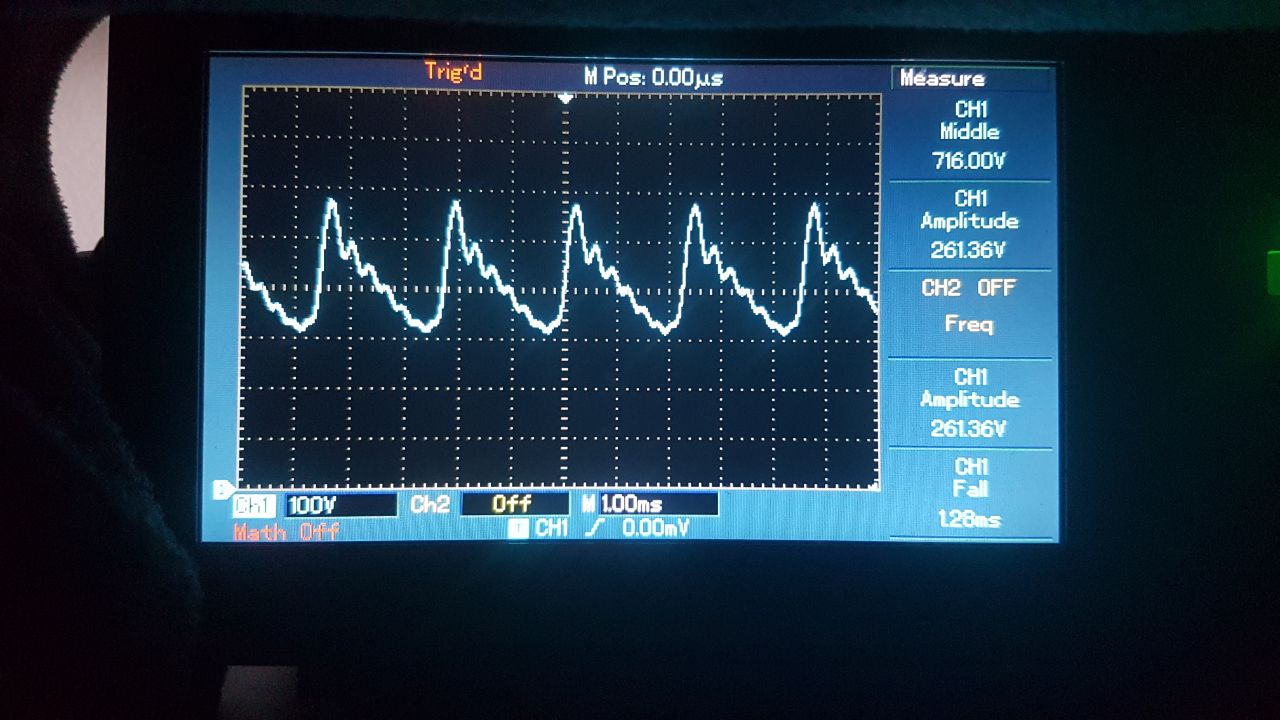 Trig'd M Pos: 0.00µs
Measure
CH1
Middle
716.00V
CH1
Amplitude
261.36V
CH2 OFF
Freq
CH1
Amplitude
261.36V
CH1
Fall
1.28ms
Ch1 100V Ch2 Off M 1.00ms
Math Off CH1 0.00mV